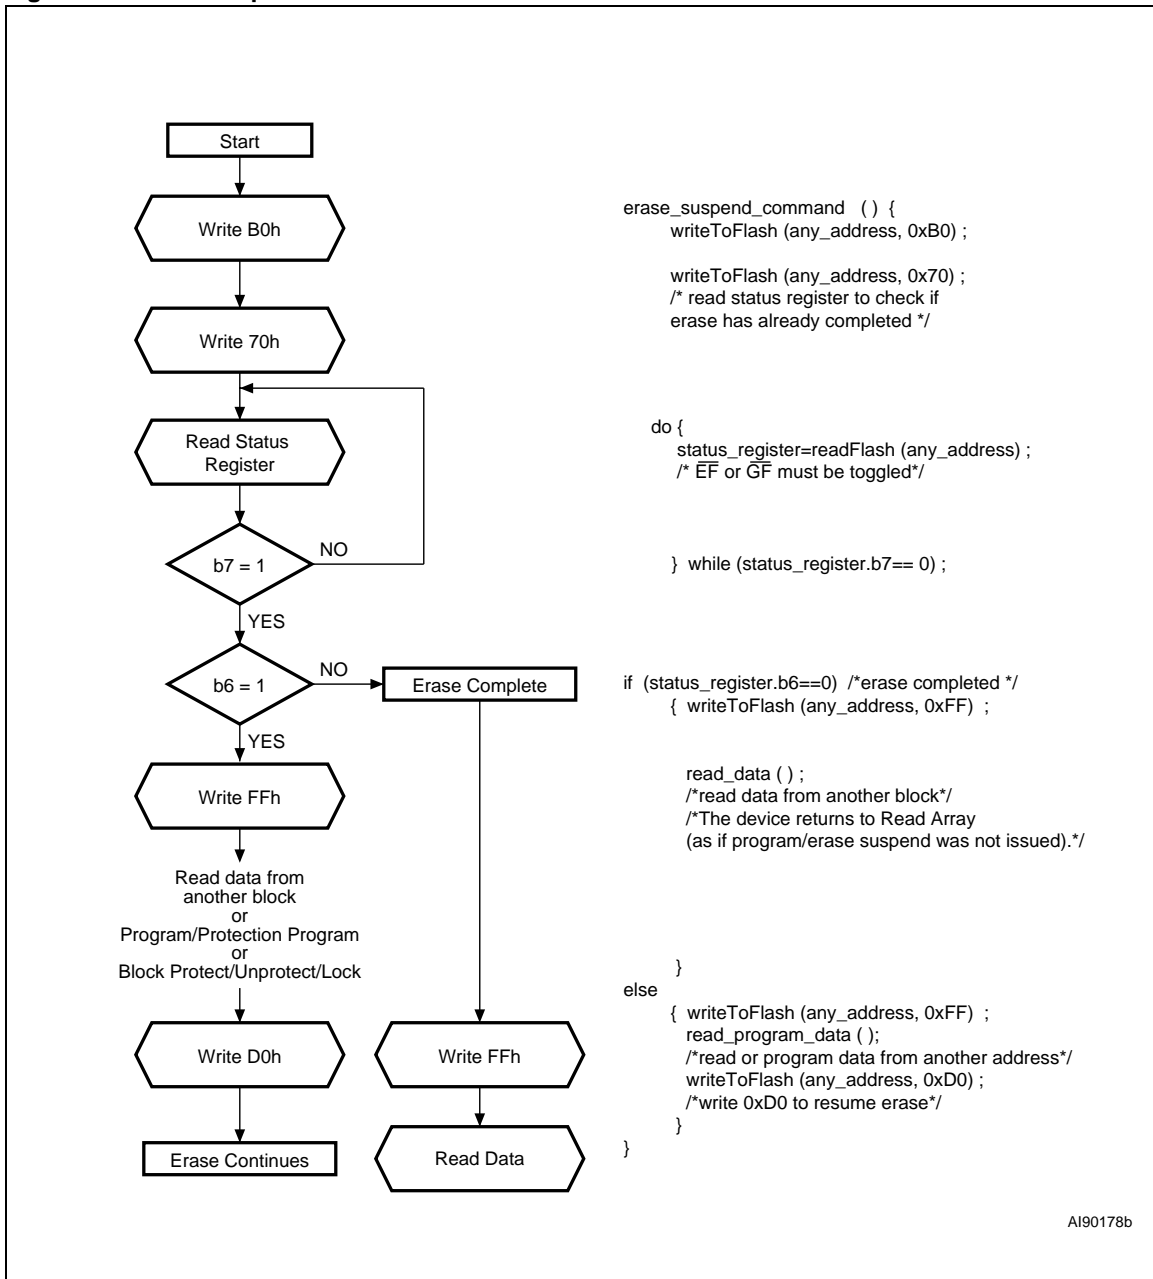 Start
Write B0h
Write 70h
Read Status
Register
b7 = 1
NO
YES
b6 = 1
NO
Erase Complete
YES
Write FFh
Read data from
another block
or
Program/Protection Program
or
Block Protect/Unprotect/Lock
Write D0h
Write FFh
Erase Continues
Read Data
erase_suspend_command ( ) {
writeToFlash (any_address, 0xB0) ;
writeToFlash (any_address, 0x70) ;
/* read status register to check if
erase has already completed */
do {
status_register=readFlash (any_address) ;
/* E̅F̅ or G̅F̅ must be toggled*/
} while (status_register.b7== 0) ;
if (status_register.b6==0) /*erase completed */
{ writeToFlash (any_address, 0xFF) ;
read_data ( ) ;
/*read data from another block*/
/*The device returns to Read Array
(as if program/erase suspend was not issued).*/
}
else
{ writeToFlash (any_address, 0xFF) ;
read_program_data ( );
/*read or program data from another address*/
writeToFlash (any_address, 0xD0) ;
/*write 0xD0 to resume erase*/
}
}
AI90178b